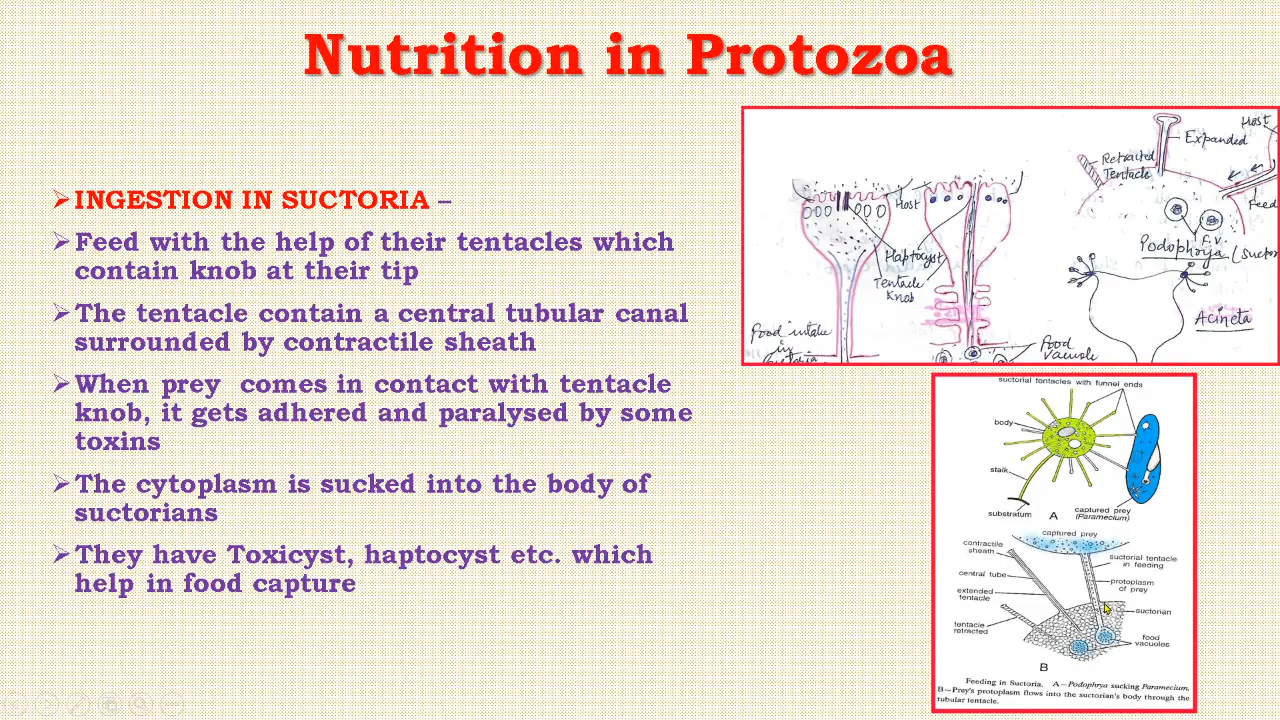 Nutrition in Protozoa
➢INGESTION IN SUCTORIA –
➢Feed with the help of their tentacles which
contain knob at their tip
➢The tentacle contain a central tubular canal
surrounded by contractile sheath
➢When prey comes in contact with tentacle
knob, it gets adhered and paralysed by some
toxins
➢The cytoplasm is sucked into the body of
suctorians
➢They have Toxicyst, haptocyst etc. which
help in food capture
Host
Expanded
Retracted
Tentacle
Host
Feed
Haptocyst
Tentacle
Knob
F.V.
Podophrya (Suctor
Acineta
Food intake
in
Food
Vacuole
suctorial tentacles with funnel ends
body
stalk
substratum
A
captured prey
(Paramecium)
captured prey
contractile
sheath
central tube
extended
tentacle
tentacle
retracted
suctorial tentacle
in feeding
protoplasm
of prey
suctorian
food
vacuoles
B
Feeding in Suctoria. A—Podophrya sucking Paramecium.
B—Prey's protoplasm flows into the suctorian's body through the
tubular tentacle.